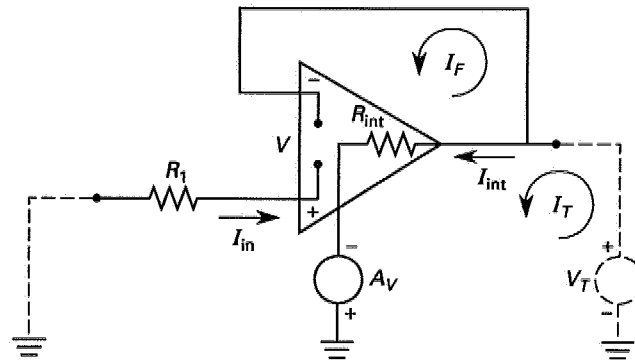 I_F
−
R_int
V
R_1
I_int
I_T
+
I_in
−
+
A_V
V_T
+
−